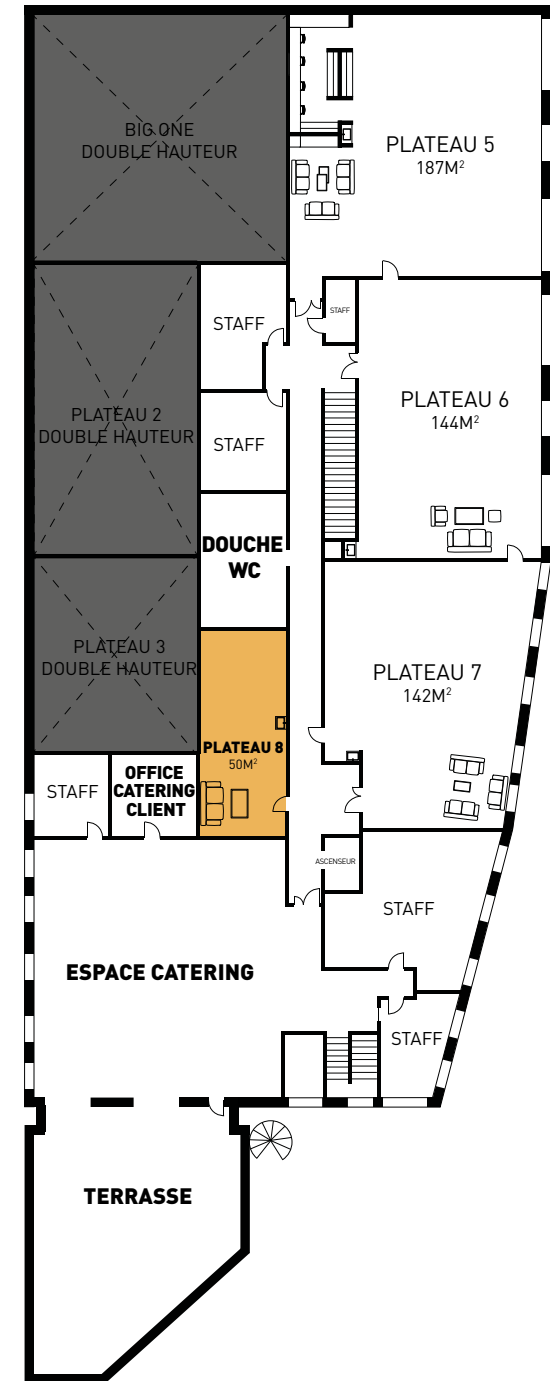 BIG ONE
DOUBLE HAUTEUR
PLATEAU 5
187M²
STAFF
STAFF
PLATEAU 6
144M²
PLATEAU 2
DOUBLE HAUTEUR
STAFF
DOUCHE
WC
PLATEAU 3
DOUBLE HAUTEUR
PLATEAU 7
142M²
PLATEAU 8
50M²
STAFF
OFFICE
CATERING
CLIENT
ASCENSEUR
STAFF
ESPACE CATERING
STAFF
TERRASSE